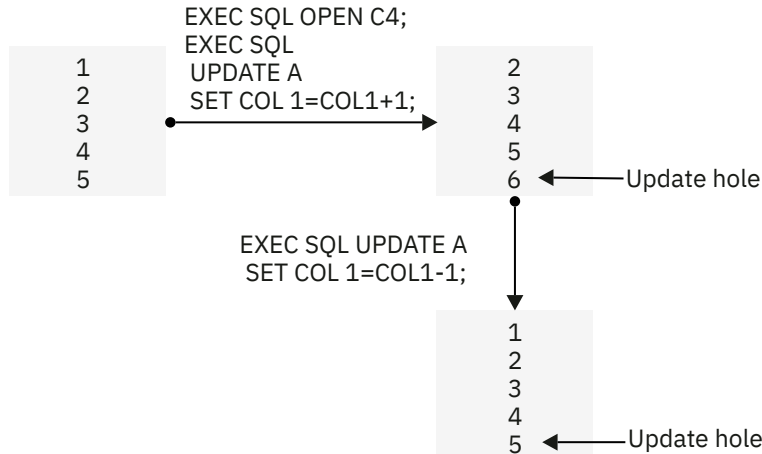 EXEC SQL OPEN C4;
EXEC SQL
UPDATE A
SET COL 1=COL1+1;
1
2
3
4
5
2
3
4
5
6
Update hole
EXEC SQL UPDATE A
SET COL 1=COL1-1;
1
2
3
4
5
Update hole